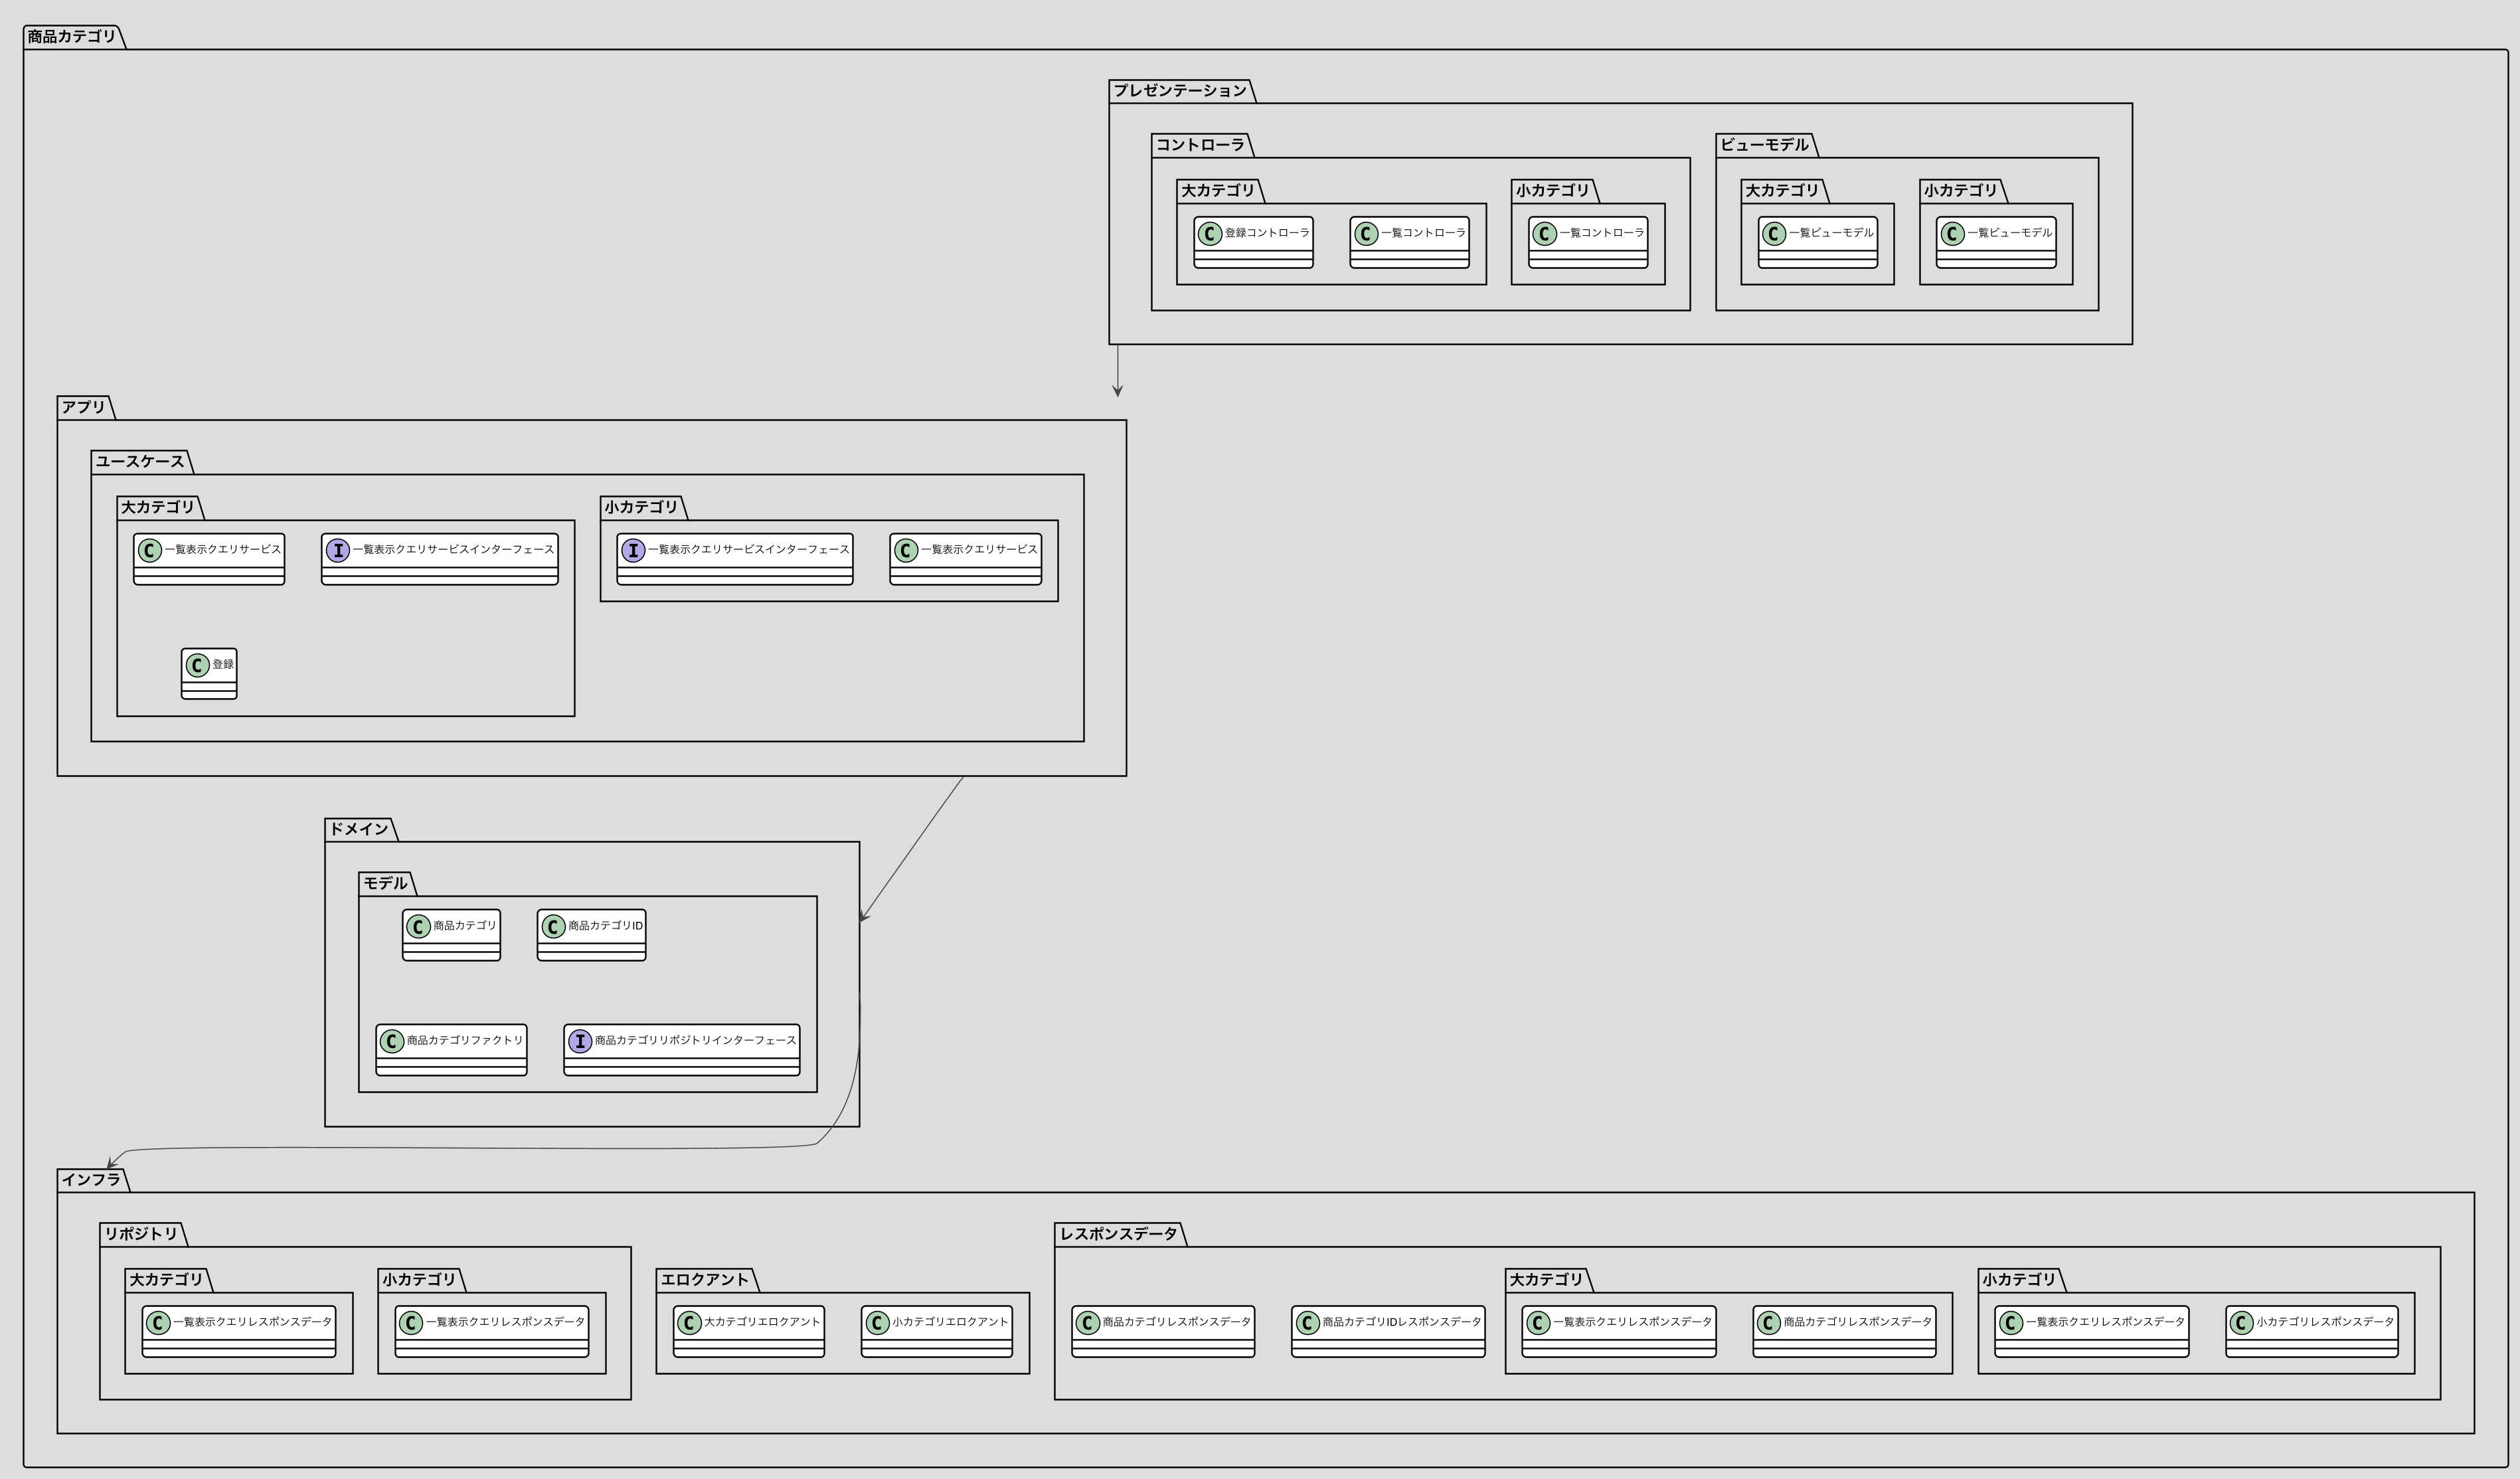 商品カテゴリ
プレゼンテーション
コントローラ
ビューモデル
大カテゴリ
小カテゴリ
大カテゴリ
小カテゴリ
C 登録コントローラ
C 一覧コントローラ
C 一覧コントローラ
C 一覧ビューモデル
C 一覧ビューモデル
アプリ
ユースケース
大カテゴリ
小カテゴリ
C 一覧表示クエリサービス
I 一覧表示クエリサービスインターフェース
I 一覧表示クエリサービスインターフェース
C 一覧表示クエリサービス
C 登録
ドメイン
モデル
C 商品カテゴリ
C 商品カテゴリID
C 商品カテゴリファクトリ
I 商品カテゴリリポジトリインターフェース
インフラ
リポジトリ
レスポンスデータ
大カテゴリ
小カテゴリ
エロクアント
大カテゴリ
小カテゴリ
C 一覧表示クエリレスポンスデータ
C 一覧表示クエリレスポンスデータ
C 大カテゴリエロクアント
C 小カテゴリエロクアント
C 商品カテゴリレスポンスデータ
C 商品カテゴリIDレスポンスデータ
C 一覧表示クエリレスポンスデータ
C 商品カテゴリレスポンスデータ
C 一覧表示クエリレスポンスデータ
C 小カテゴリレスポンスデータ